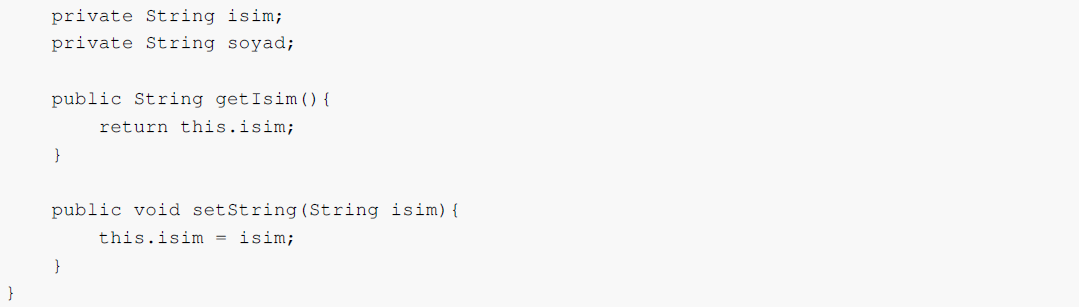 private String isim;
private String soyad;
public String getIsim(){
return this.isim;
}
public void setString(String isim){
this.isim = isim;
}
}